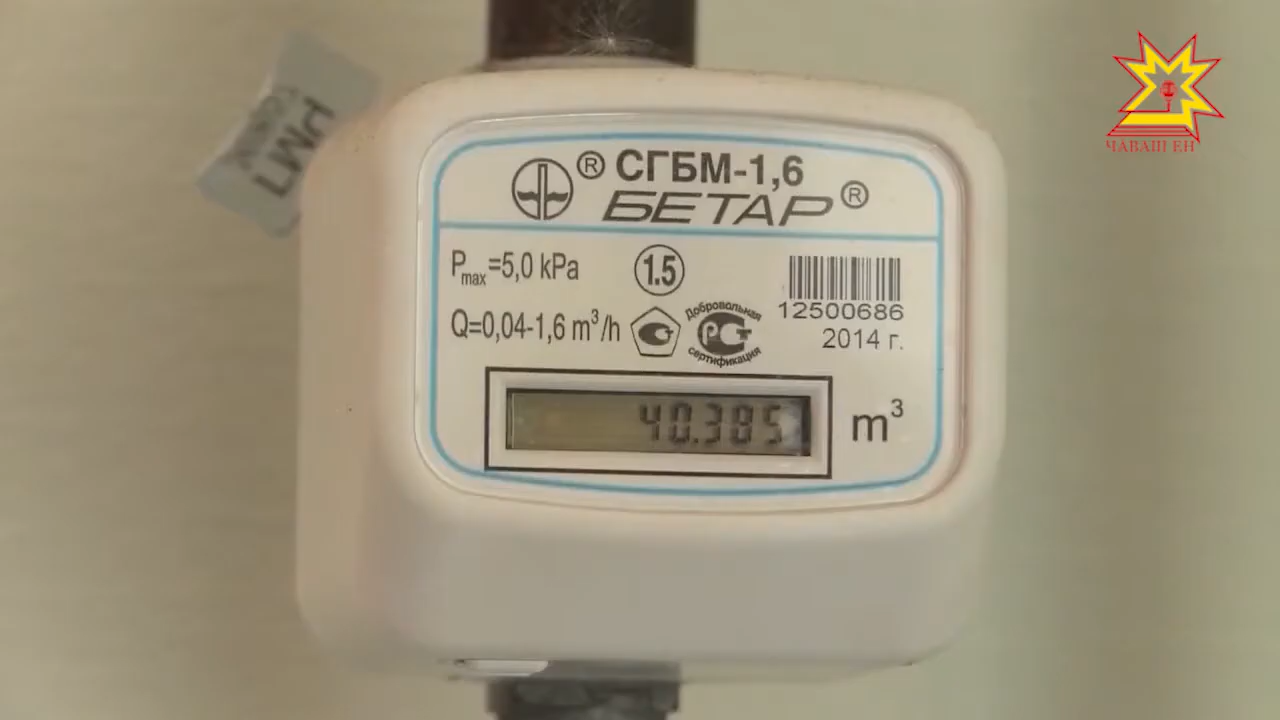 ЧАВАШ ЕН
® СГБМ-1,6
БЕТАР ®
Pmax=5,0 kPa
1.5
12500686
Q=0,04-1,6 m³/h
Добровольная
РСТ
сертификация
2014 г.
40.385
m³